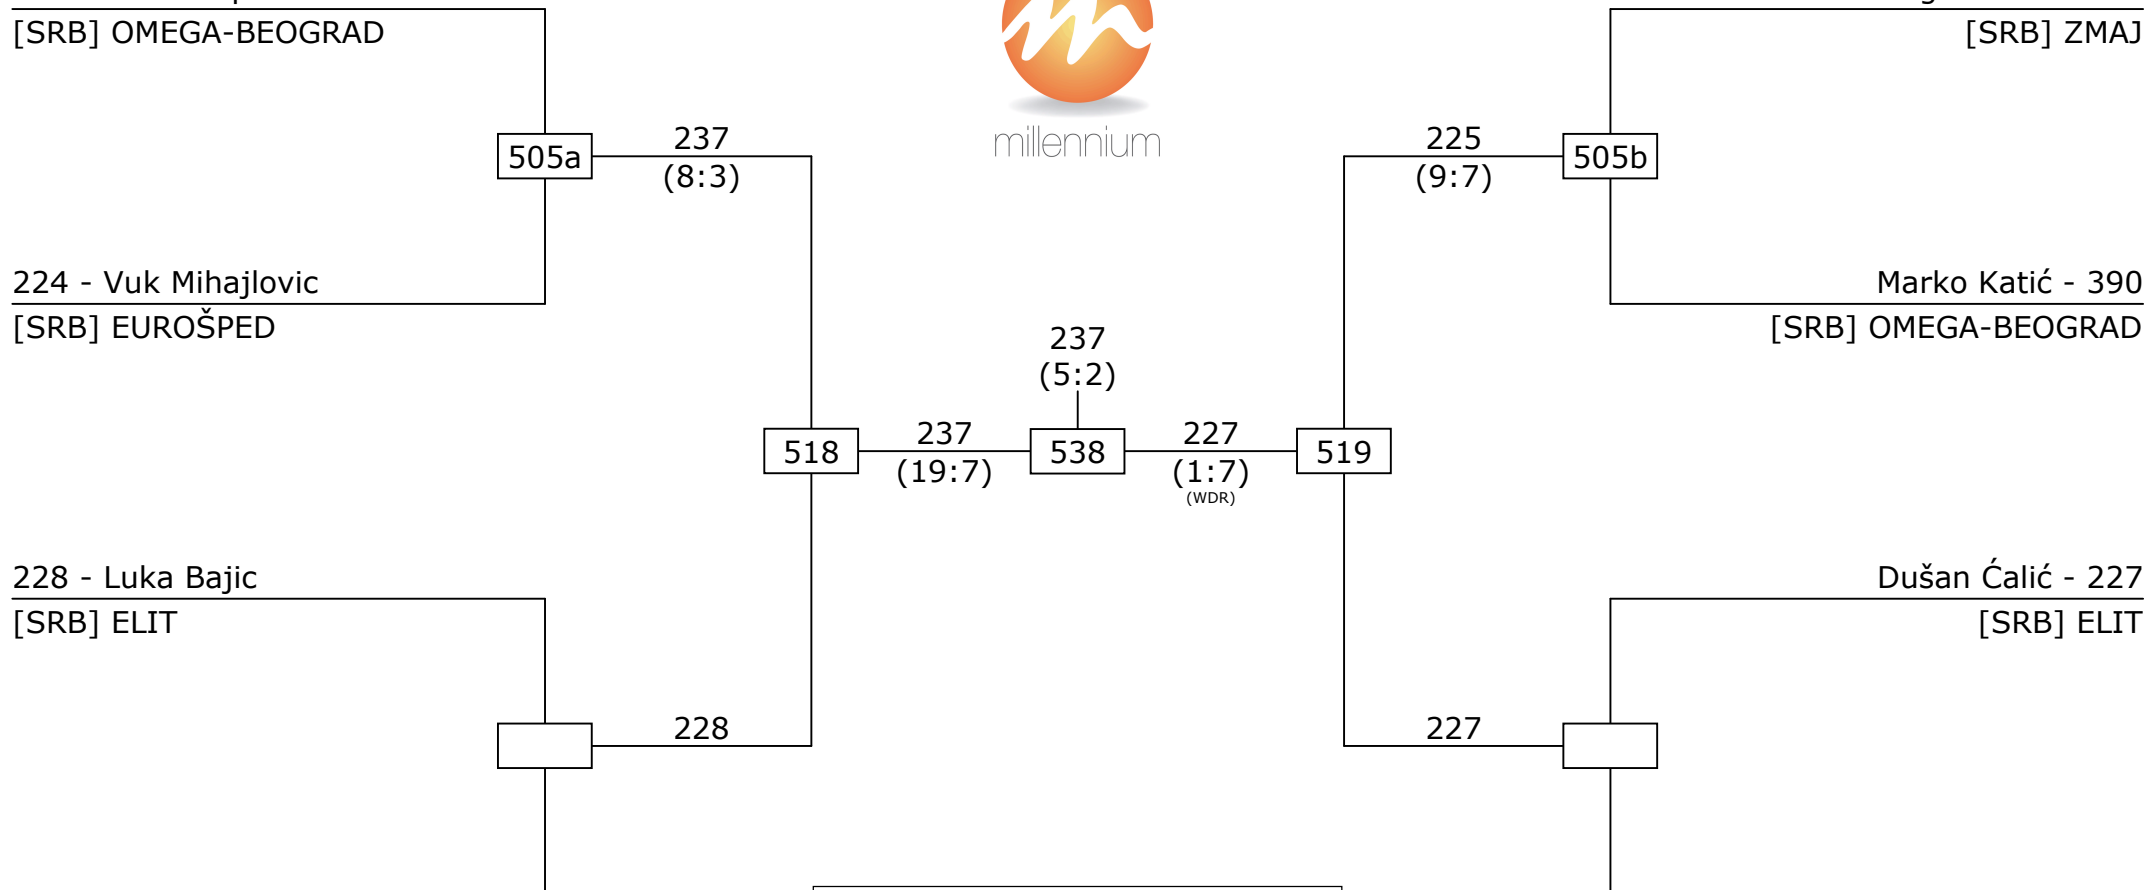 [SRB] OMEGA-BEOGRAD
[SRB] ZMAJ
millennium
505a
237
(8:3)
225
(9:7)
505b
224 - Vuk Mihajlovic
[SRB] EUROŠPED
Marko Katić - 390
[SRB] OMEGA-BEOGRAD
237
(5:2)
518
237
(19:7)
538
227
(1:7)
(WDR)
519
228 - Luka Bajic
[SRB] ELIT
Dušan Ćalić - 227
[SRB] ELIT
228
227